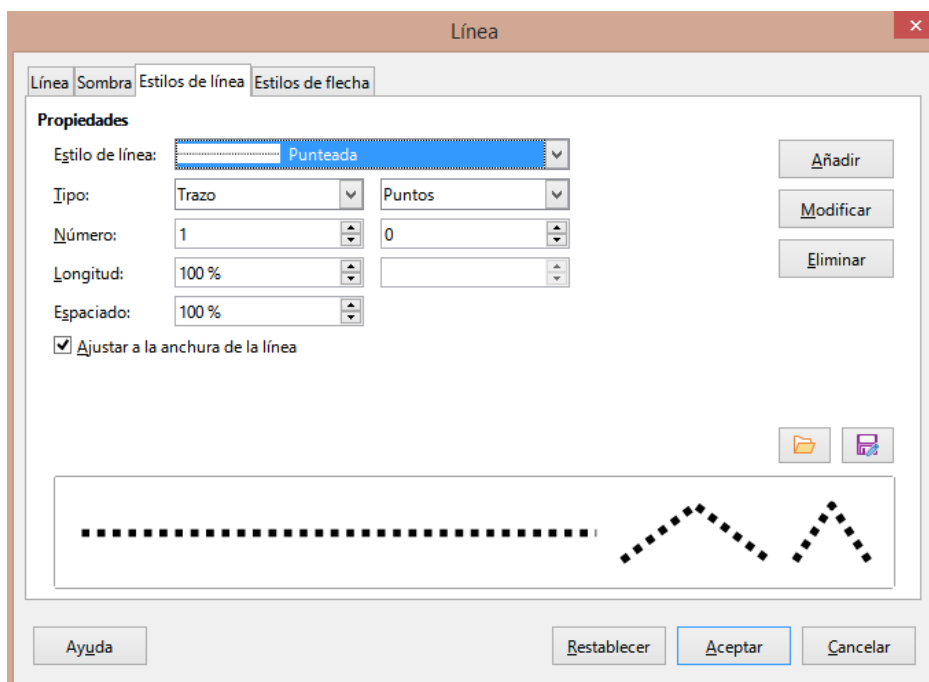 Línea
Línea Sombra Estilos de línea Estilos de flecha
Propiedades
Estilo de línea: Punteada
Añadir
Tipo: Trazo Puntos
Modificar
Número: 1 0
Eliminar
Longitud: 100 %
Espaciado: 100 %
Ajustar a la anchura de la línea
Ayuda Restablecer Aceptar Cancelar